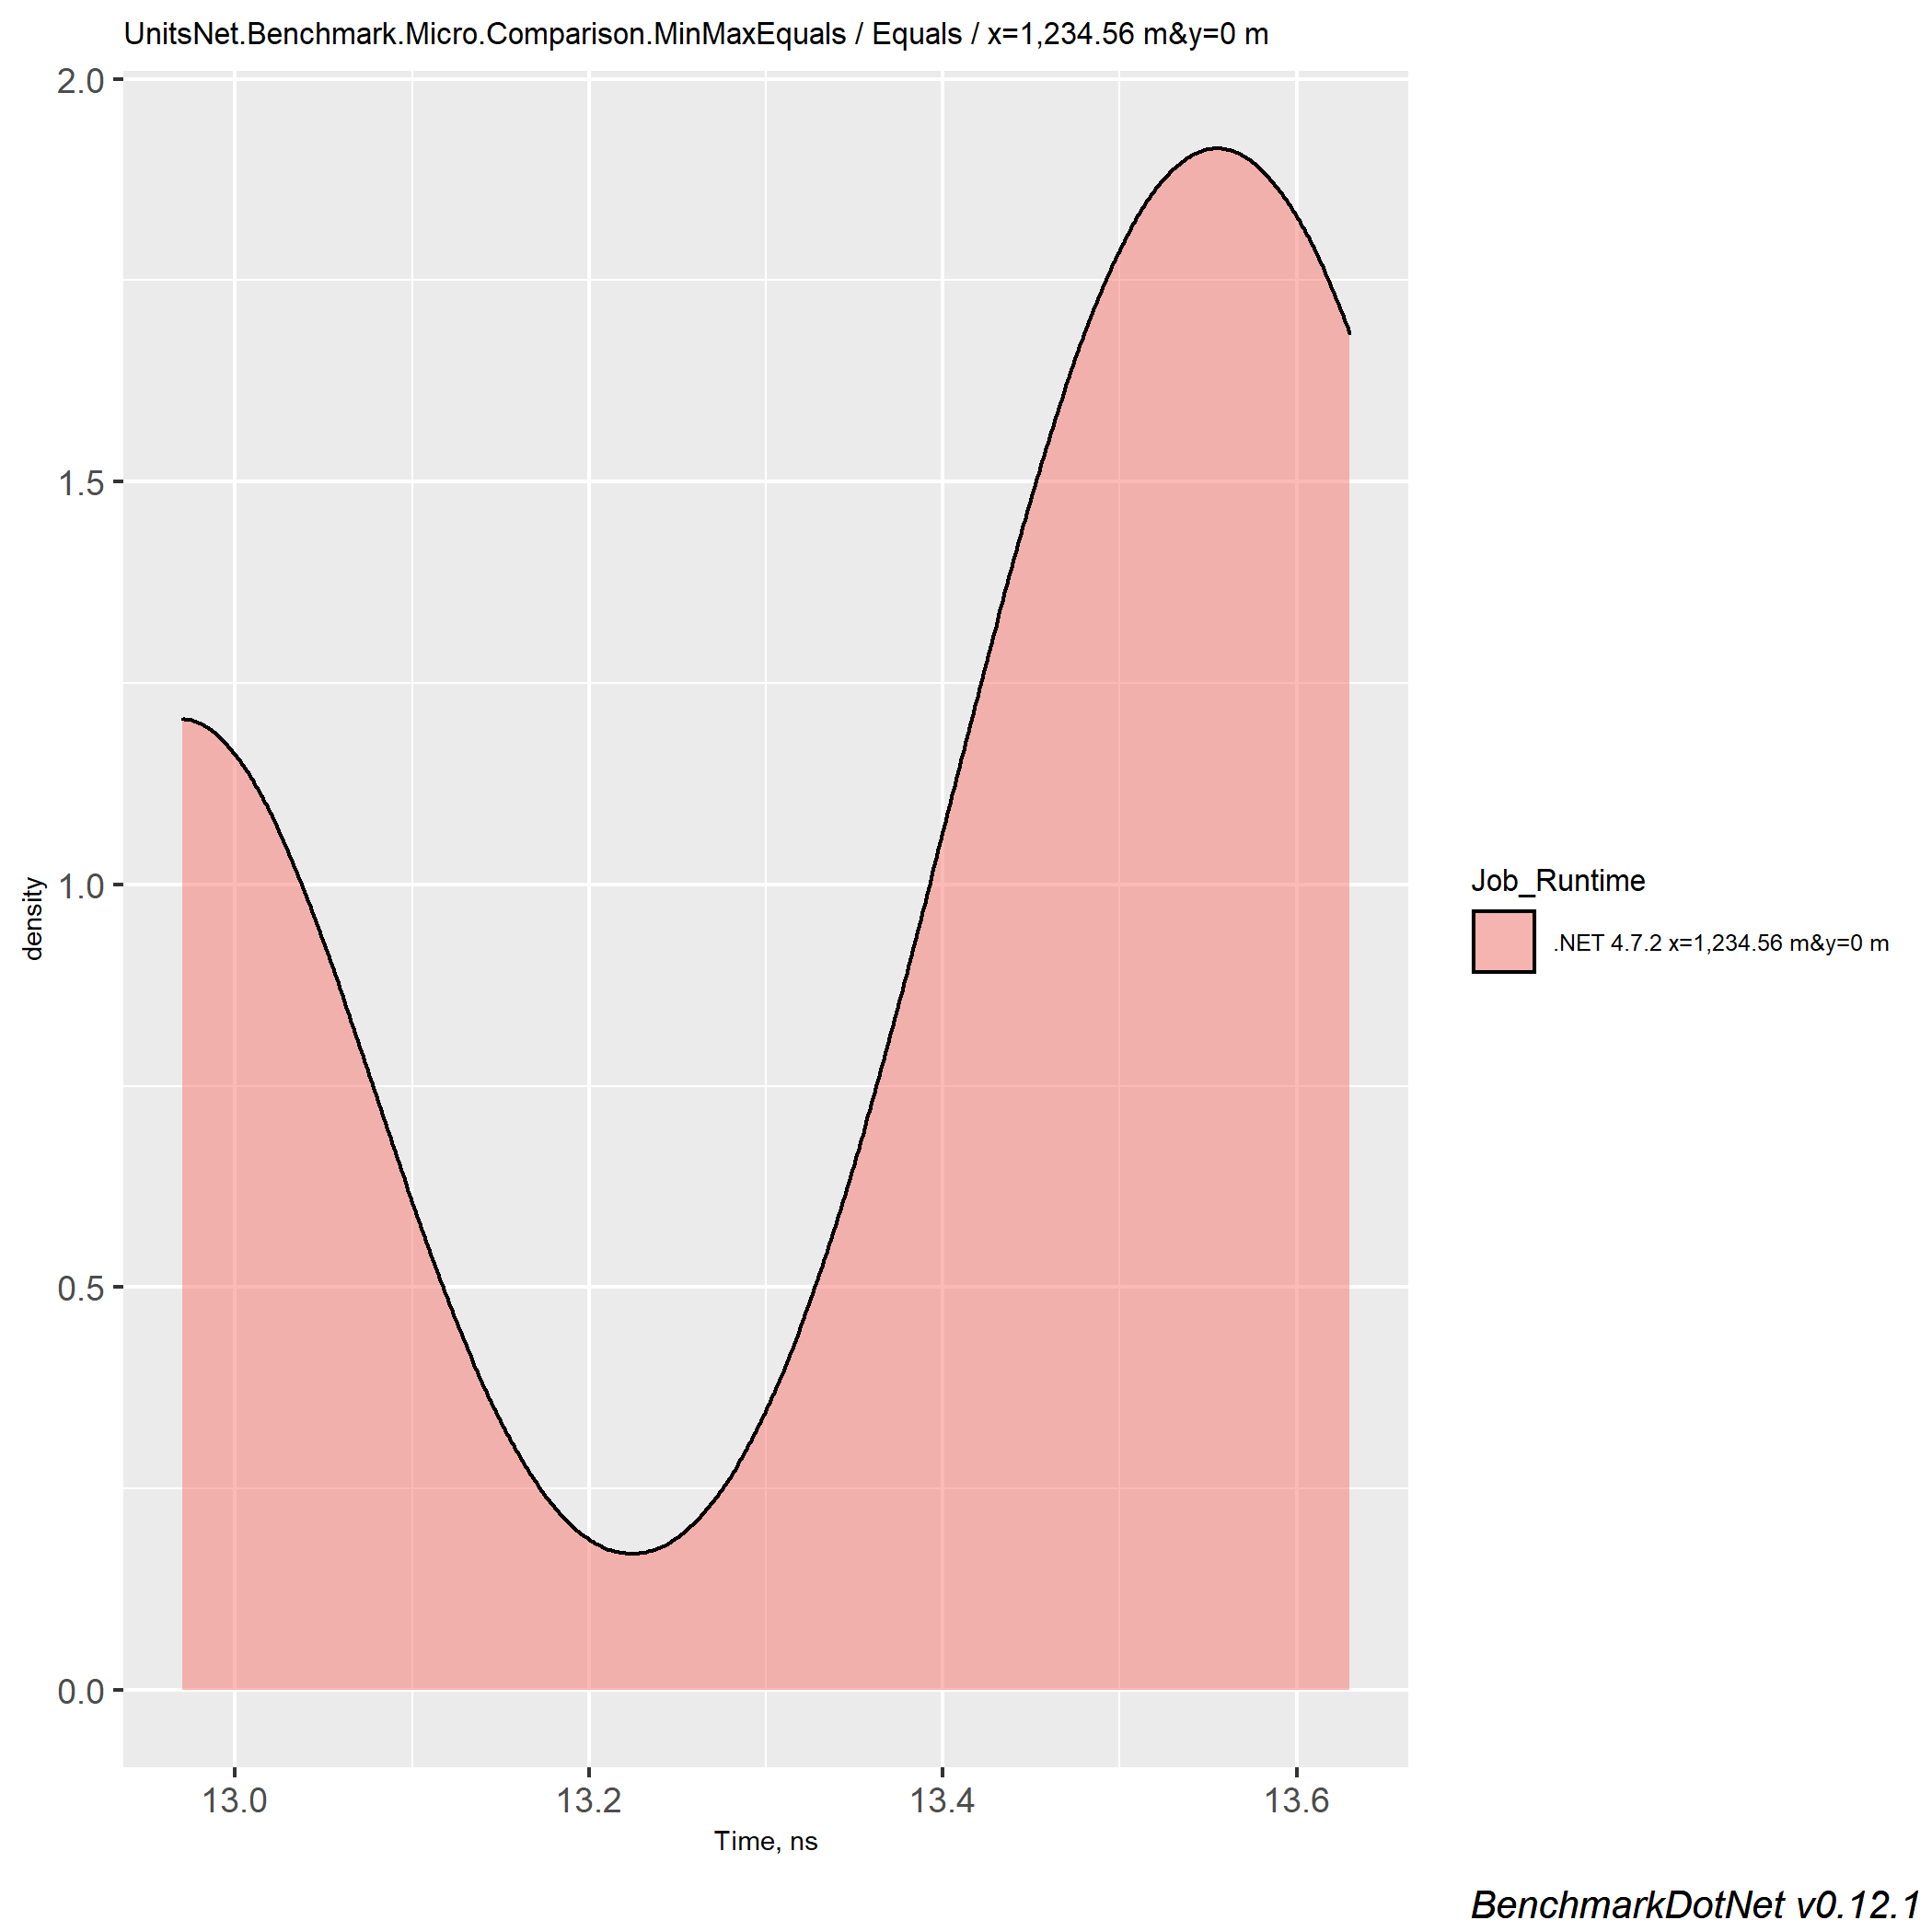 UnitsNet.Benchmark.Micro.Comparison.MinMaxEquals / Equals / x=1,234.56 m&y=0 m
2.0
1.5
1.0
0.5
0.0
density
13.0 13.2 13.4 13.6
Time, ns
Job_Runtime
.NET 4.7.2 x=1,234.56 m&y=0 m
BenchmarkDotNet v0.12.1